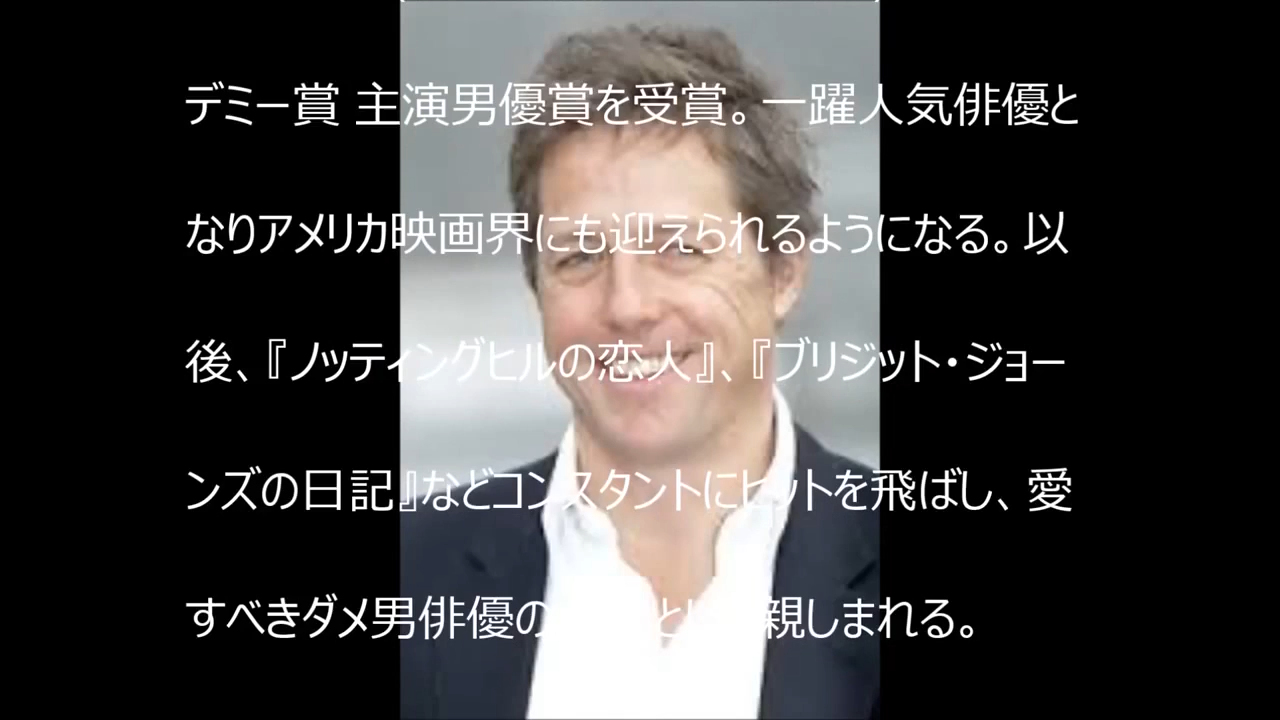 デミー賞 主演男優賞を受賞。一躍人気俳優と
なりアメリカ映画界にも迎えられるようになる。以
後、『ノッティングヒルの恋人』、『ブリジット・ジョー
ンズの日記』などコンスタントにヒットを飛ばし、愛
すべきダメ男俳優の 親しまれる。